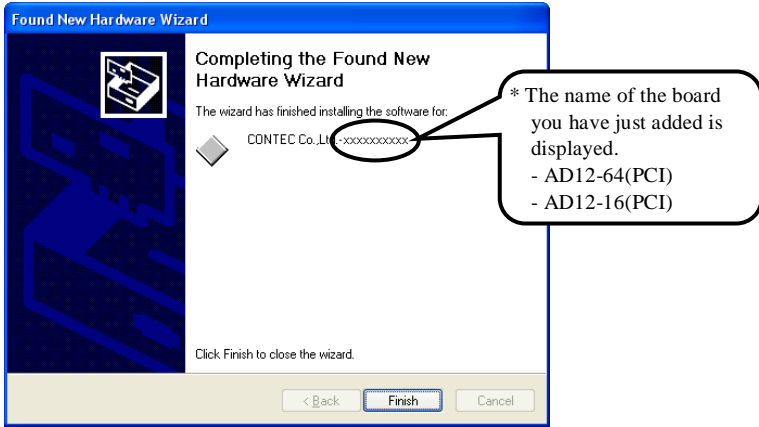 Found New Hardware Wizard
Completing the Found New
Hardware Wizard
The wizard has finished installing the software for:
CONTEC Co.,Ltd.-xxxxxxxxxx
* The name of the board
you have just added is
displayed.
- AD12-64(PCI)
- AD12-16(PCI)
Click Finish to close the wizard.
< Back
Finish
Cancel